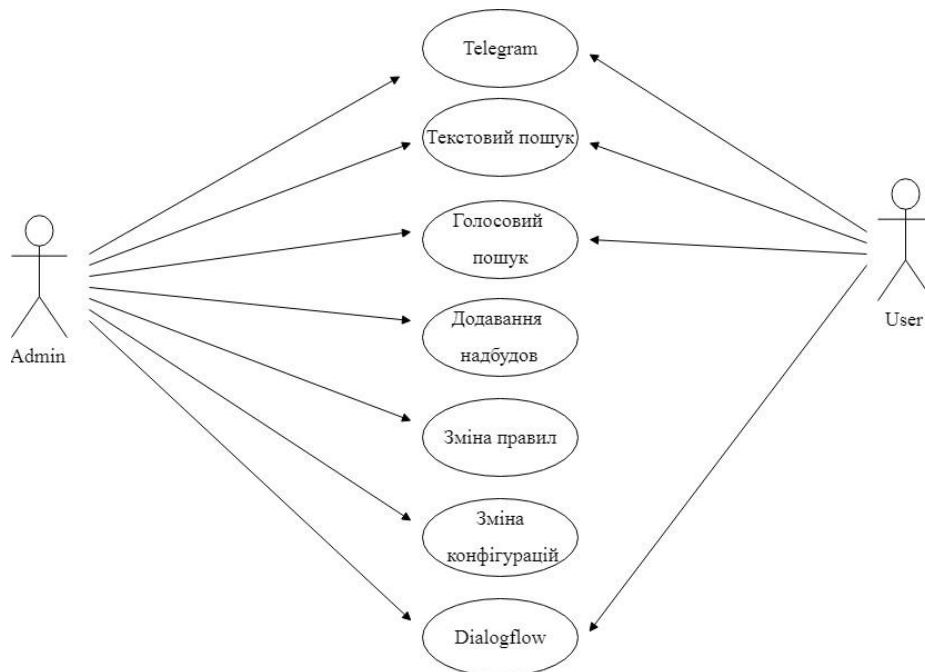 Telegram
Текстовий пошук
Голосовий
пошук
Додавання
надбудов
Зміна правил
Зміна
конфігурацій
Dialogflow
Admin
User